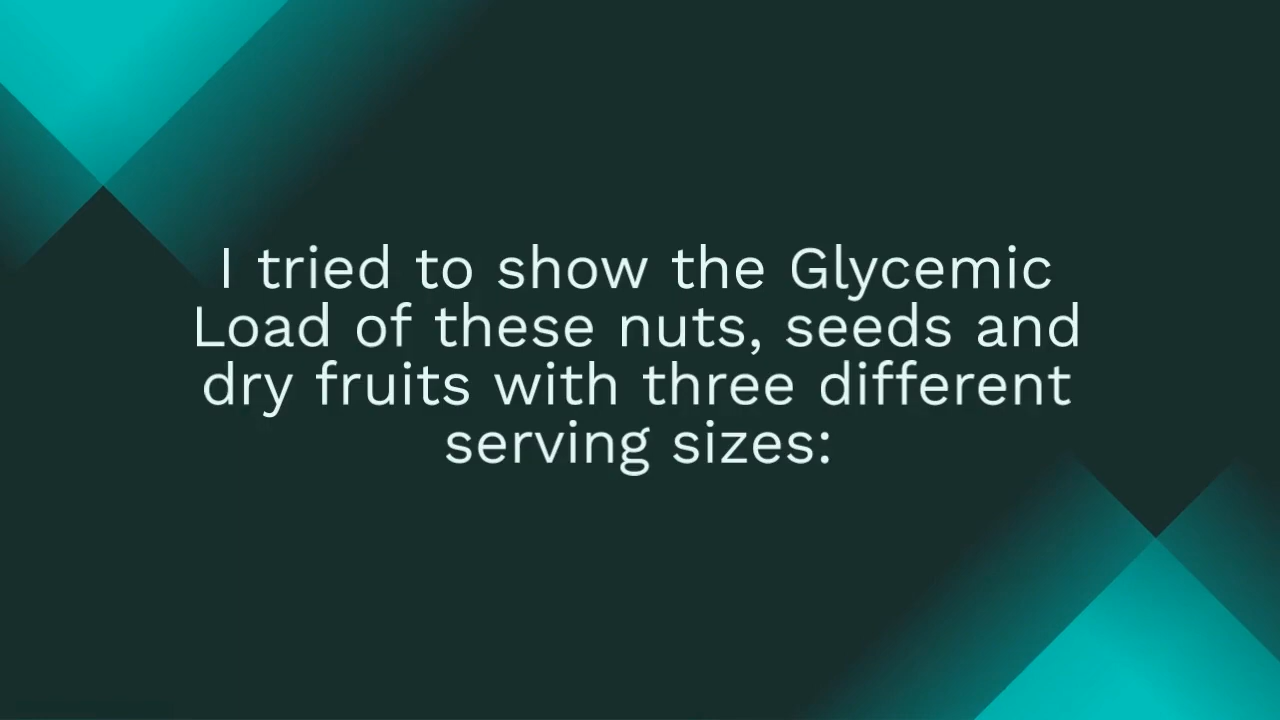 I tried to show the Glycemic
Load of these nuts, seeds and
dry fruits with three different
serving sizes: